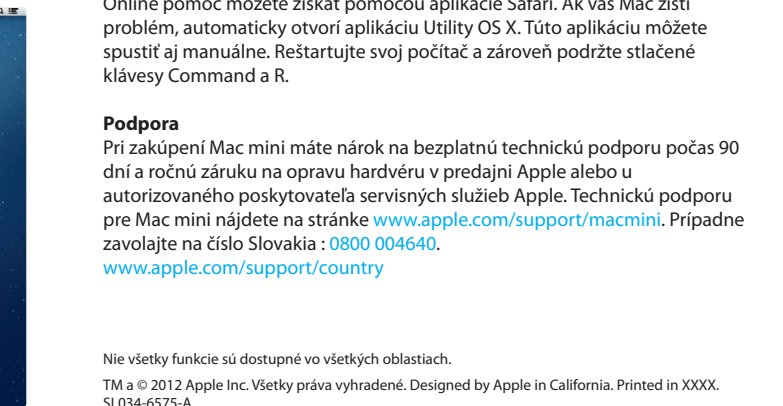 Online pomoc môžete získať pomocou aplikácie Safari. Ak váš Mac zistí
problém, automaticky otvorí aplikáciu Utility OS X. Túto aplikáciu môžete
spustiť aj manuálne. Reštartujte svoj počítač a zároveň podržte stlačené
klávesy Command a R.
Podpora
Pri zakúpení Mac mini máte nárok na bezplatnú technickú podporu počas 90
dní a ročnú záruku na opravu hardvéru v predajni Apple alebo u
autorizovaného poskytovateľa servisných služieb Apple. Technickú podporu
pre Mac mini nájdete na stránke www.apple.com/support/macmini. Prípadne
zavolajte na číslo Slovakia : 0800 004640.
www.apple.com/support/country
Nie všetky funkcie sú dostupné vo všetkých oblastiach.
TM a © 2012 Apple Inc. Všetky práva vyhradené. Designed by Apple in California. Printed in XXXX.
SL034-6575-A